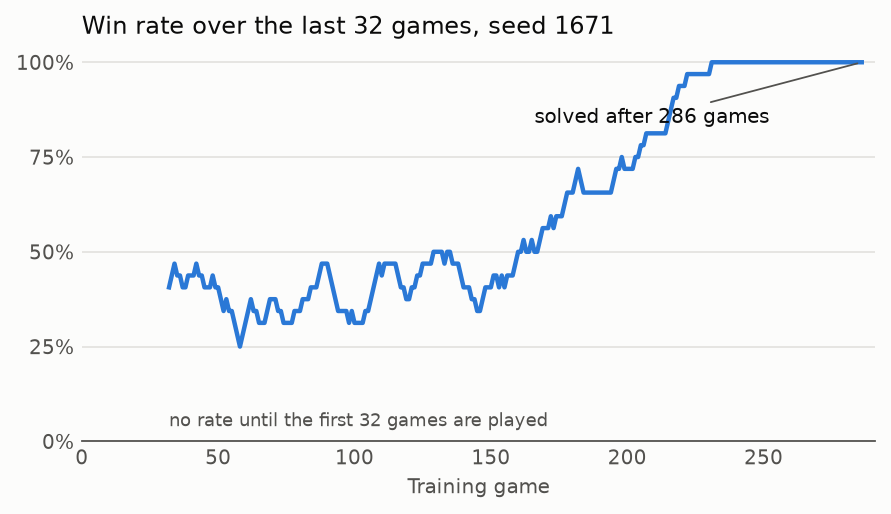 Win rate over the last 32 games, seed 1671
100%
solved after 286 games
75%
50%
25%
no rate until the first 32 games are played
0%
0 50 100 150 200 250
Training game